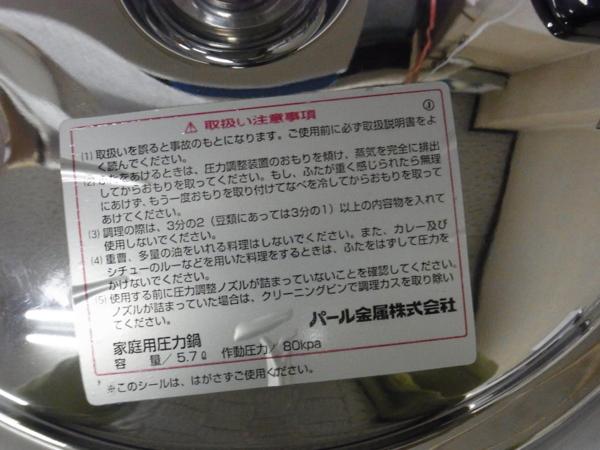 ⚠ 取扱い注意事項
(1) 取扱いを誤ると事故のもとになります。ご使用前に必ず取扱説明書をよ
く読んでください。
(2) ふたをあけるときは、圧力調整装置のおもりを傾け、蒸気を完全に排出
してからおもりを取ってください。もし、ふたが重く感じられたら無理
にあけず、もう一度おもりを取り付けてなべを冷してからおもりを取って
あけてください。
(3) 調理の際は、3分の2（豆類にあっては3分の1）以上の内容物を入れて
使用しないでください。
(4) 重曹、多量の油をいれる料理はしないでください。また、カレー及び
シチューのルーなどを用いた料理をするときは、ふたをはずして圧力を
かけないでください。
(5) 使用する前に圧力調整ノズルが詰まっていないことを確認してください。
ノズルが詰まっていた場合は、クリーニングピンで調理カスを取り除い
てください。
パール金属株式会社
家庭用圧力鍋
容 量／5.7ℓ 作動圧力／80kpa
※このシールは、はがさずご使用ください。